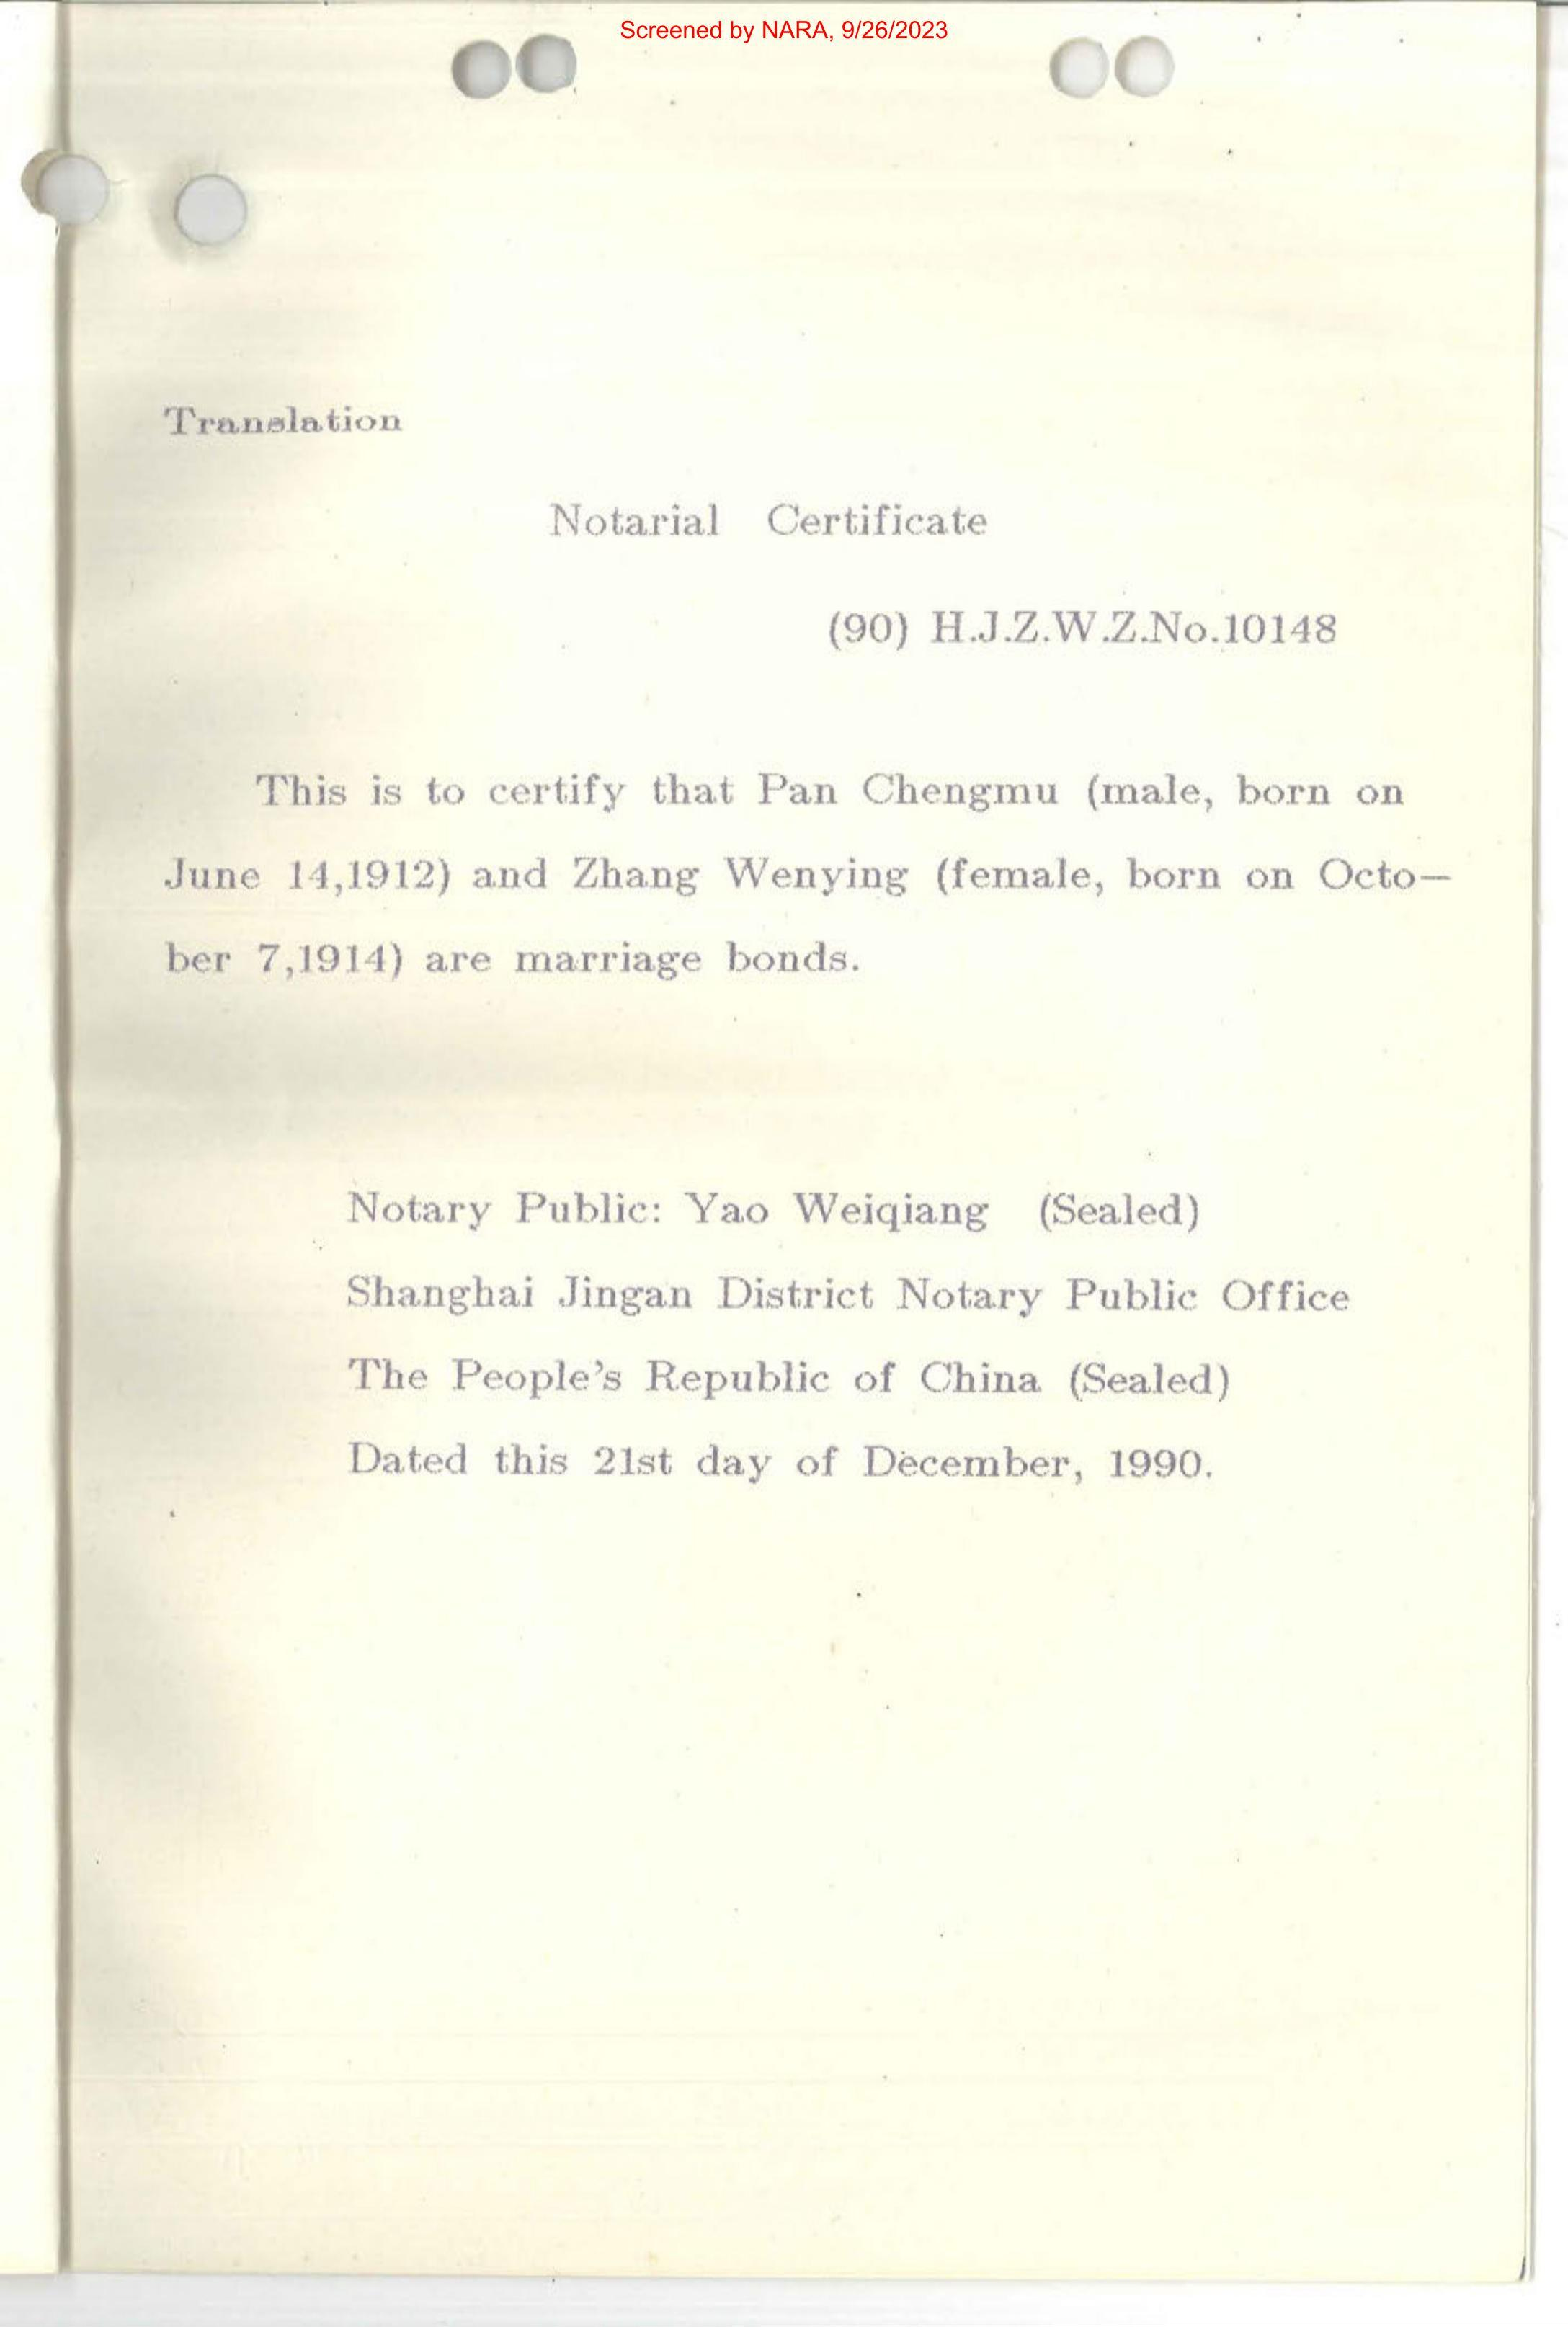 Screened by NARA, 9/26/2023
Translation
Notarial Certificate
(90) H.J.Z.W.Z.No.10148
This is to certify that Pan Chengmu (male, born on
June 14,1912) and Zhang Wenying (female, born on Octo—
ber 7,1914) are marriage bonds.
Notary Public: Yao Weiqiang (Sealed)
Shanghai Jingan District Notary Public Office
The People's Republic of China (Sealed)
Dated this 21st day of December, 1990.